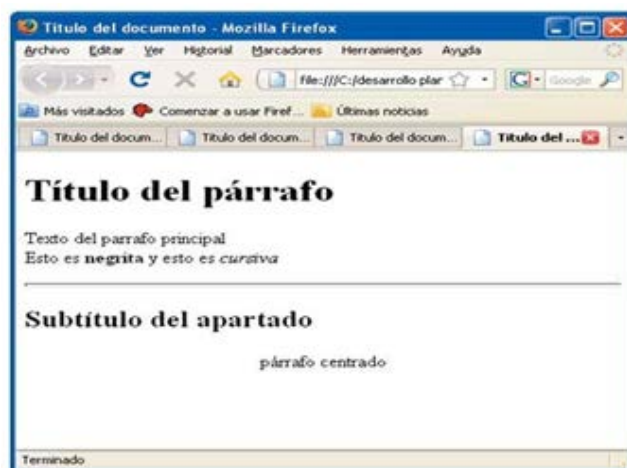 Titulo del documento - Mozilla Firefox
Archivo Editar Ver Historial Marcadores Herramientas Ayuda
file:///C:/desarrollo plar Google
Más visitados Comenzar a usar Firef... Últimas noticias
Titulo del docum... Titulo del docum... Titulo del docum... Titulo del ...
Título del párrafo
Texto del parrafo principal
Esto es negrita y esto es cursiva
Subtítulo del apartado
párrafo centrado
Terminado